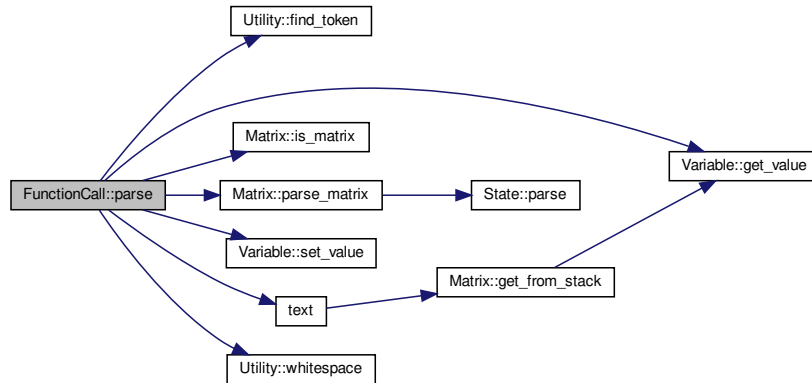 Utility::find_token
Matrix::is_matrix
Variable::get_value
FunctionCall::parse
Matrix::parse_matrix
State::parse
Variable::set_value
Matrix::get_from_stack
text
Utility::whitespace